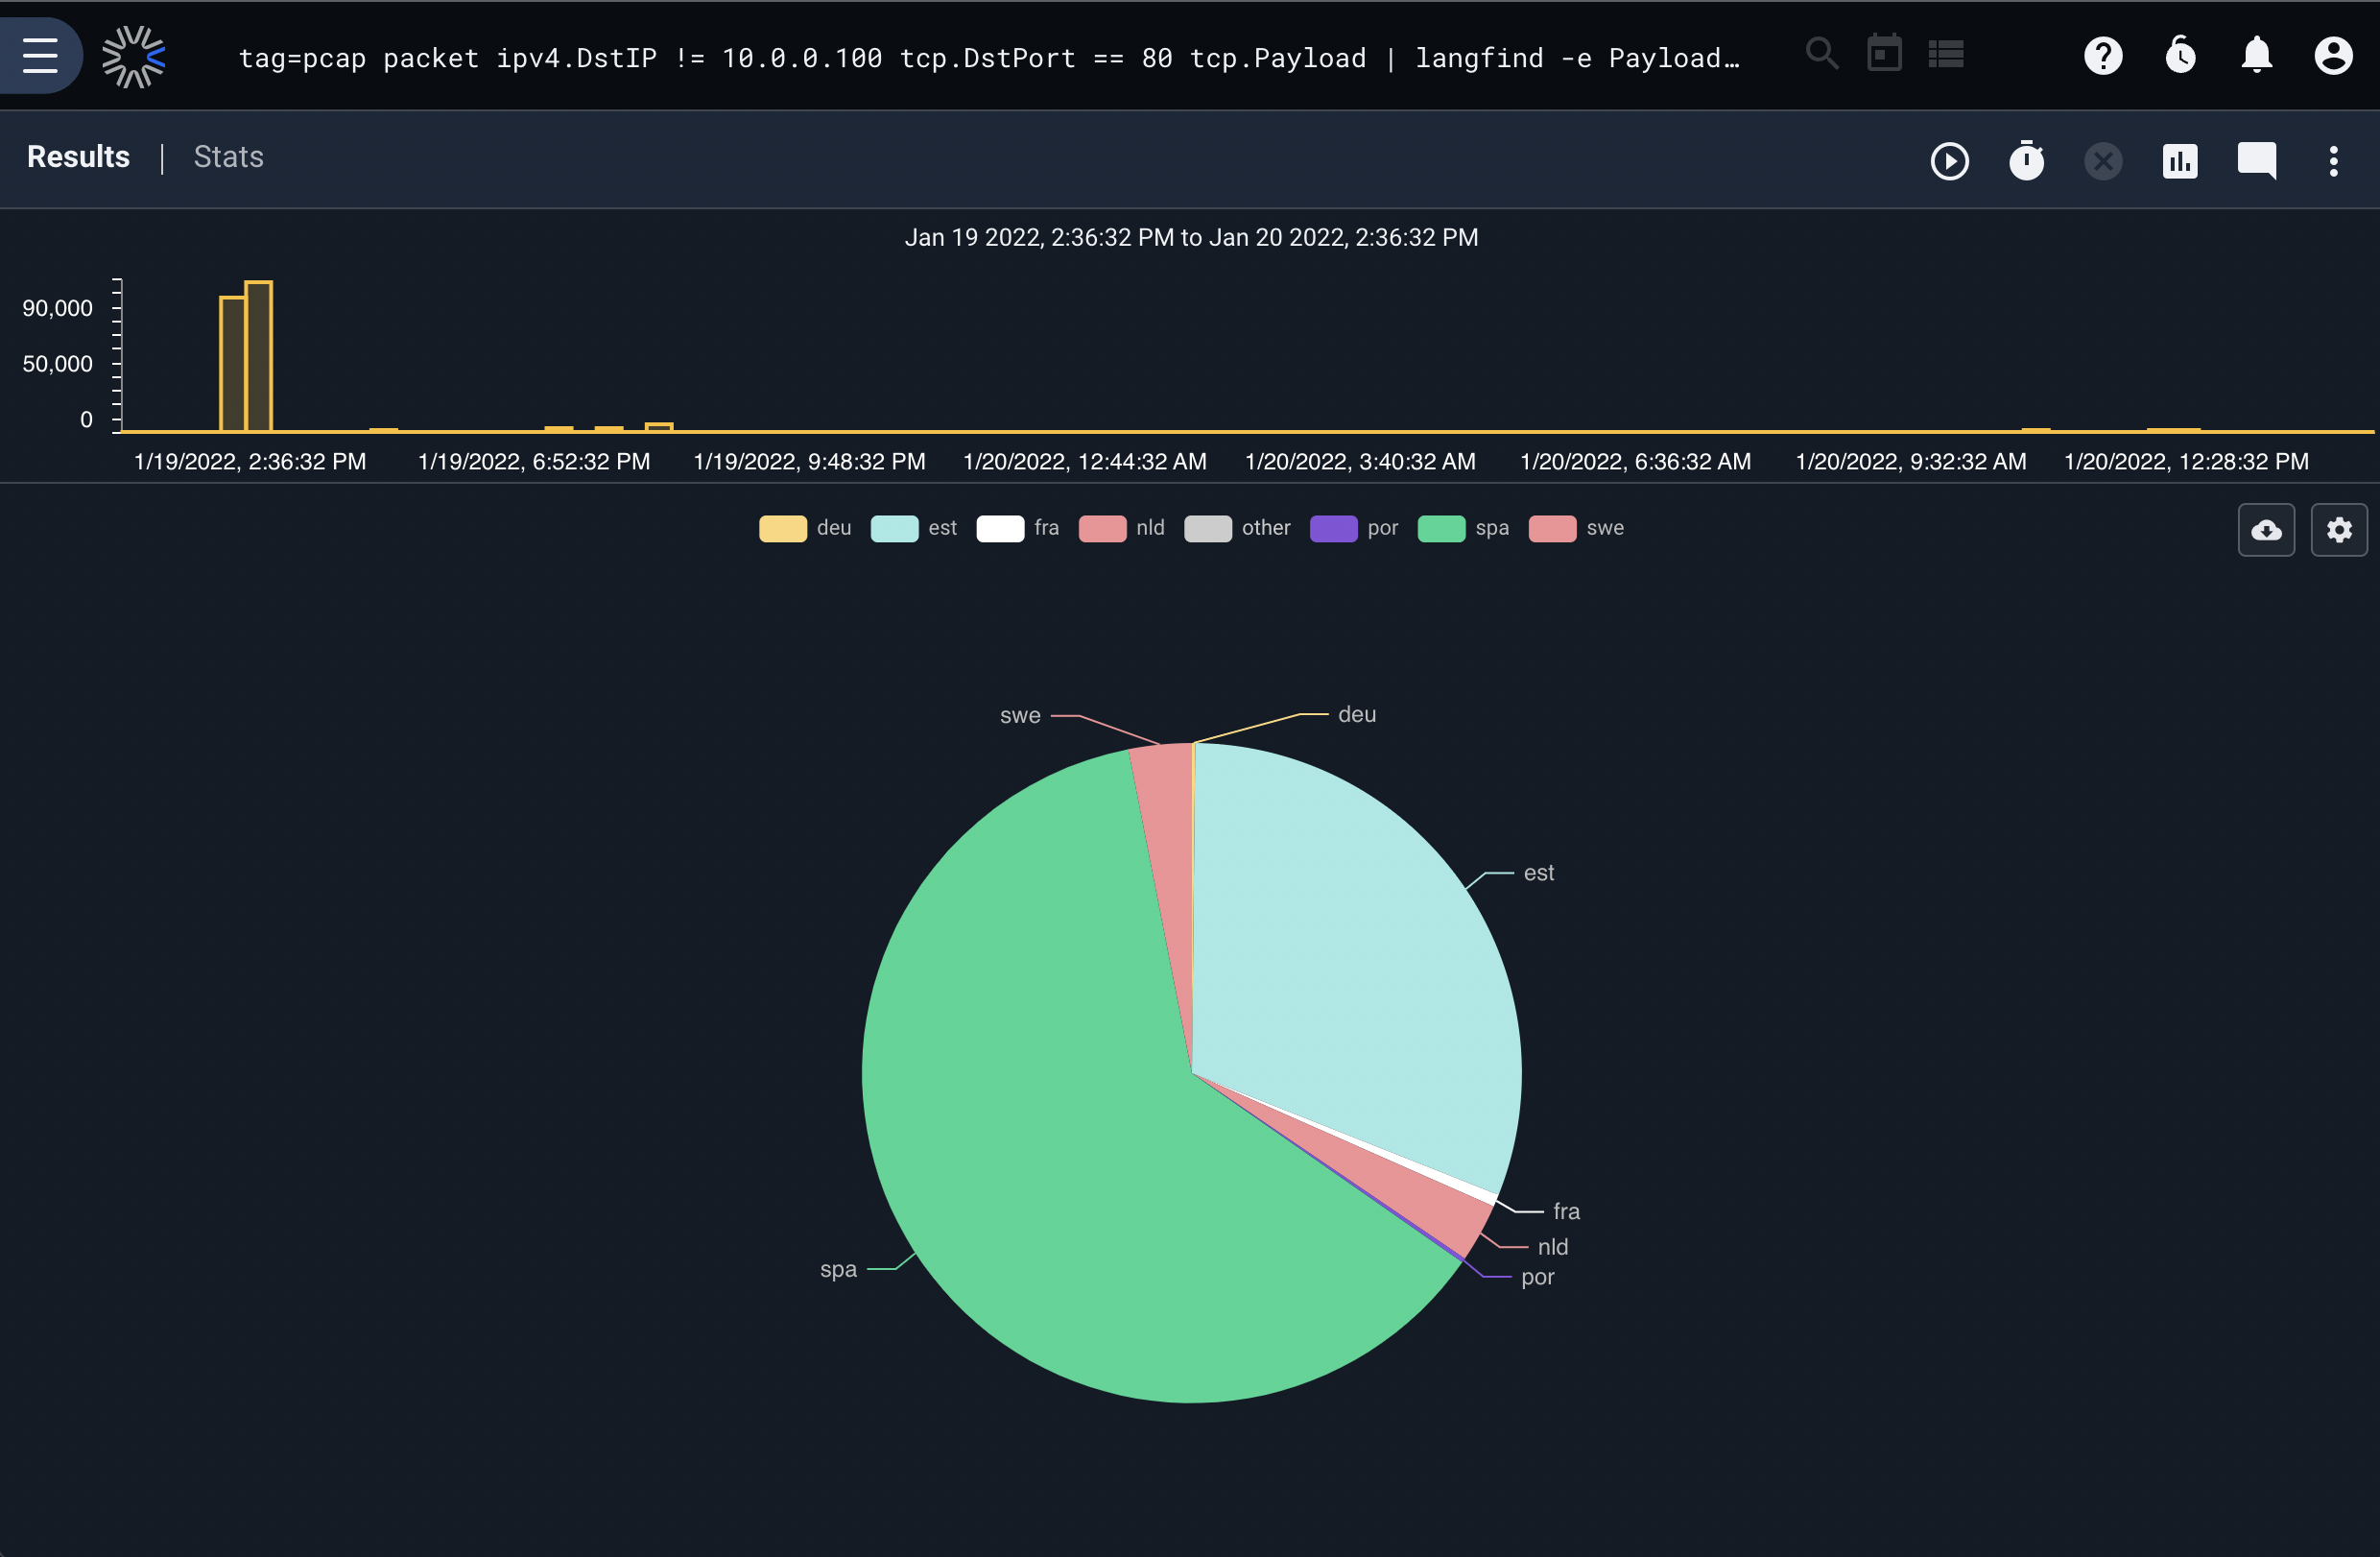 tag=pcap packet ipv4.DstIP != 10.0.0.100 tcp.DstPort == 80 tcp.Payload | langfind -e Payload…
Results | Stats
Jan 19 2022, 2:36:32 PM to Jan 20 2022, 2:36:32 PM
90,000
50,000
0
1/19/2022, 2:36:32 PM 1/19/2022, 6:52:32 PM 1/19/2022, 9:48:32 PM 1/20/2022, 12:44:32 AM 1/20/2022, 3:40:32 AM 1/20/2022, 6:36:32 AM 1/20/2022, 9:32:32 AM 1/20/2022, 12:28:32 PM
deu est fra nld other por spa swe
swe deu
est
fra
nld
spa por